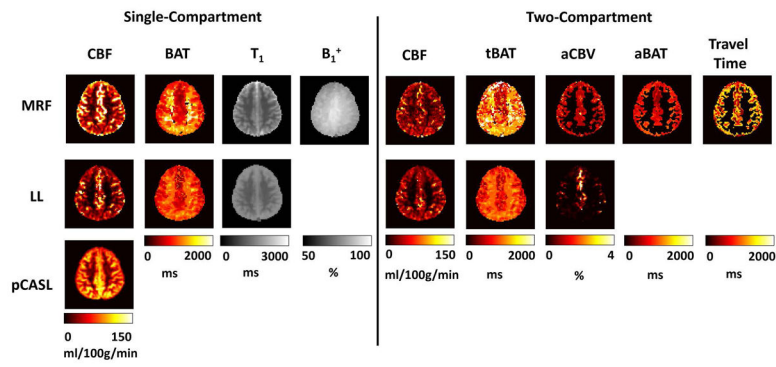 Single-Compartment
Two-Compartment
CBF BAT T1 B1+
CBF tBAT aCBV aBAT Travel Time
MRF
LL
0 2000 0 3000 50 100
ms ms %
0 150 0 2000 0 4 0 2000 0 2000
ml/100g/min ms % ms ms
pCASL
0 150
ml/100g/min